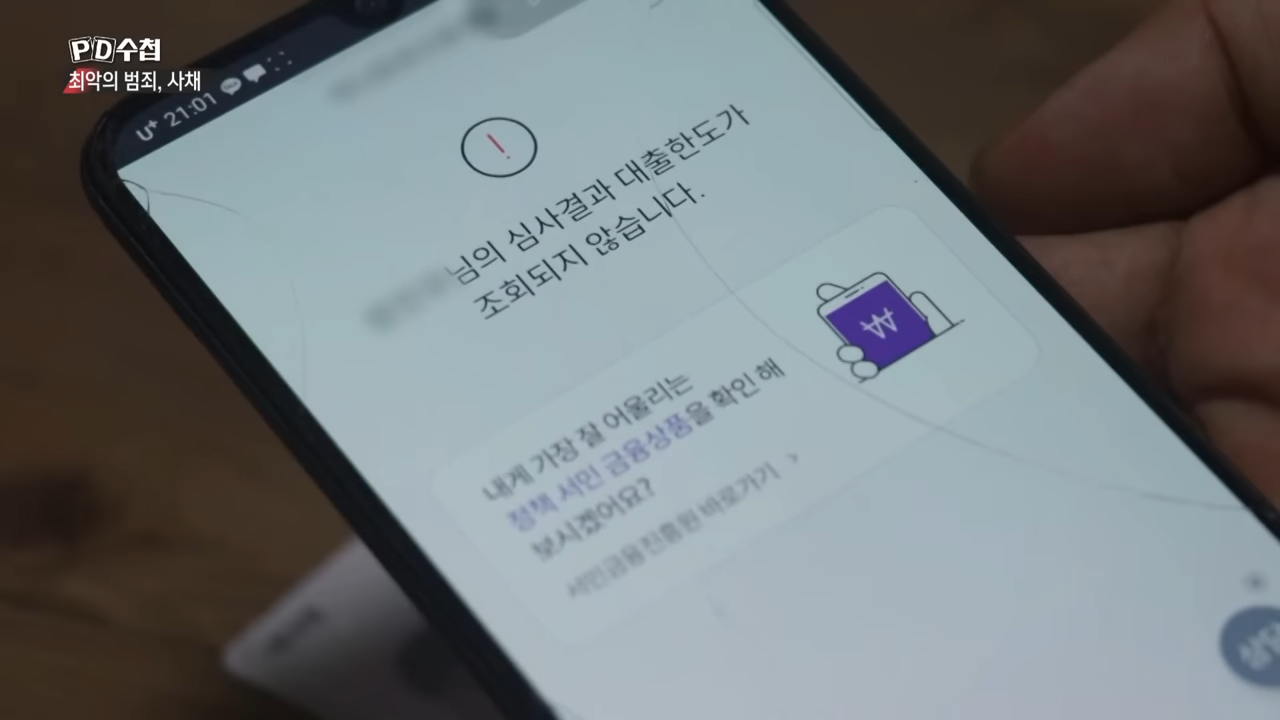 PD수첩
최악의 범죄, 사채
U+ 21:01
!
님의 심사결과 대출한도가
조회되지 않습니다.
₩
내게 가장 잘 어울리는
정책 서민 금융상품을 확인 해
보시겠어요?
서민금융진흥원 바로가기 >